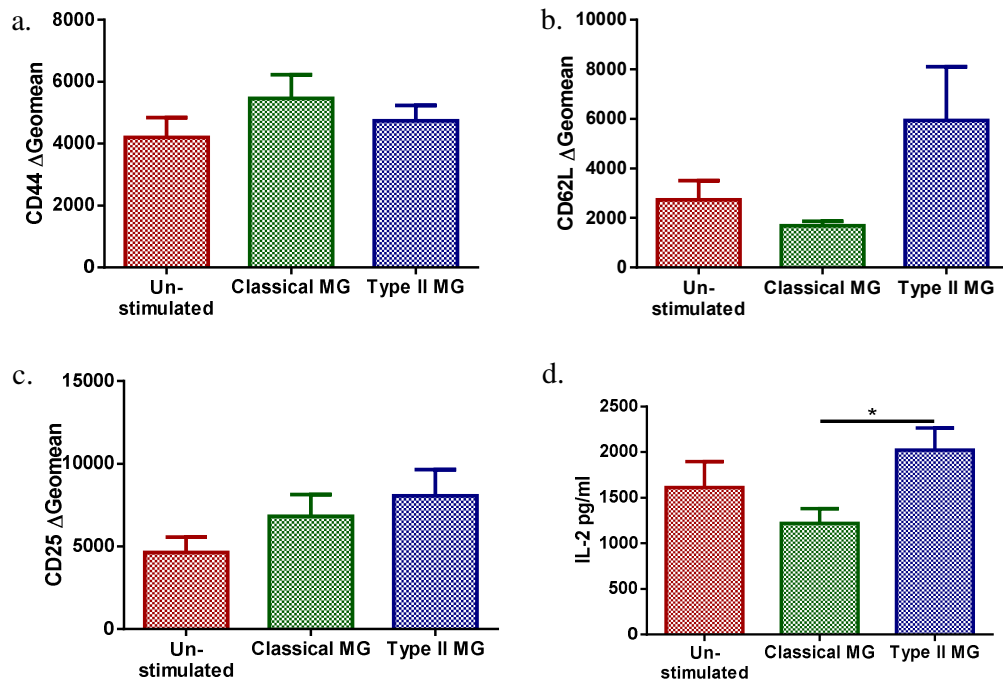 a.
CD44 ΔGeomean
8000
6000
4000
2000
0
Un-
stimulated
Classical MG
Type II MG
b.
CD62L ΔGeomean
10000
8000
6000
4000
2000
0
Un-
stimulated
Classical MG
Type II MG
c.
CD25 ΔGeomean
15000
10000
5000
0
Un-
stimulated
Classical MG
Type II MG
d.
IL-2 pg/ml
2500
2000
1500
1000
500
0
*
Un-
stimulated
Classical MG
Type II MG